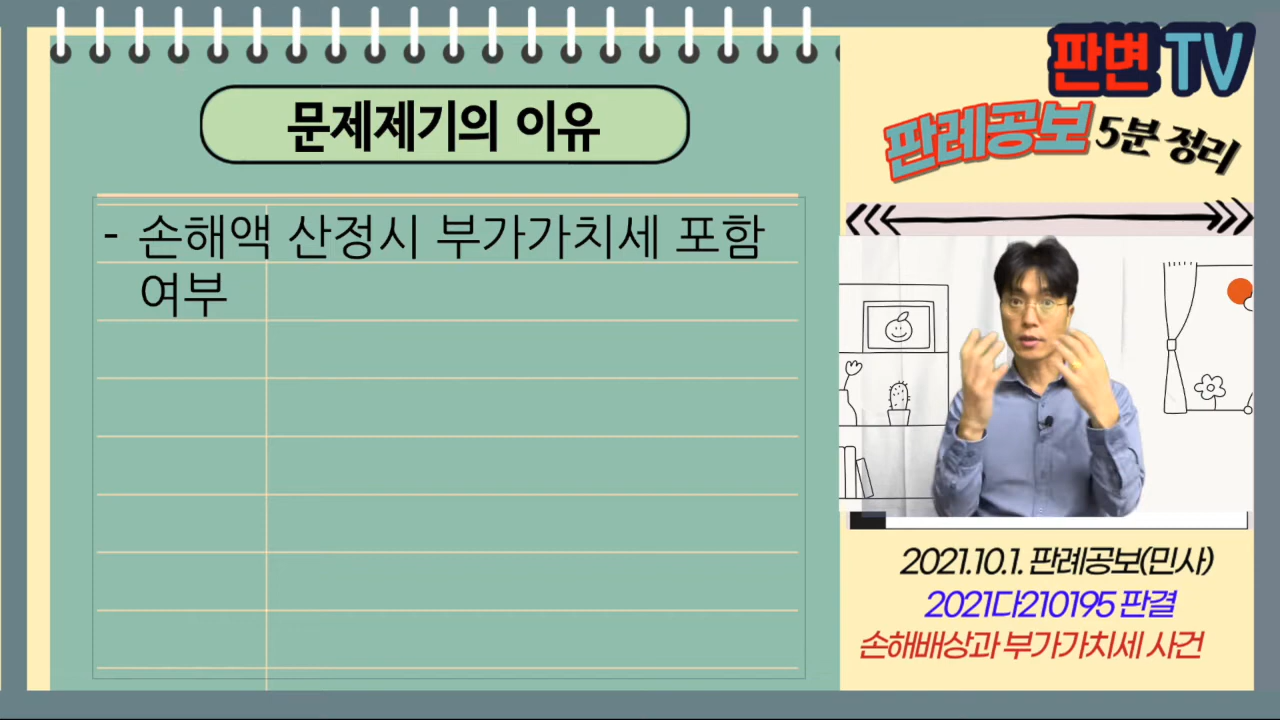 문제제기의 이유
- 손해액 산정시 부가가치세 포함
여부
판변 TV
판례공보 5분 정리
2021.10.1. 판례공보(민사)
2021다210195 판결
손해배상과 부가가치세 사건